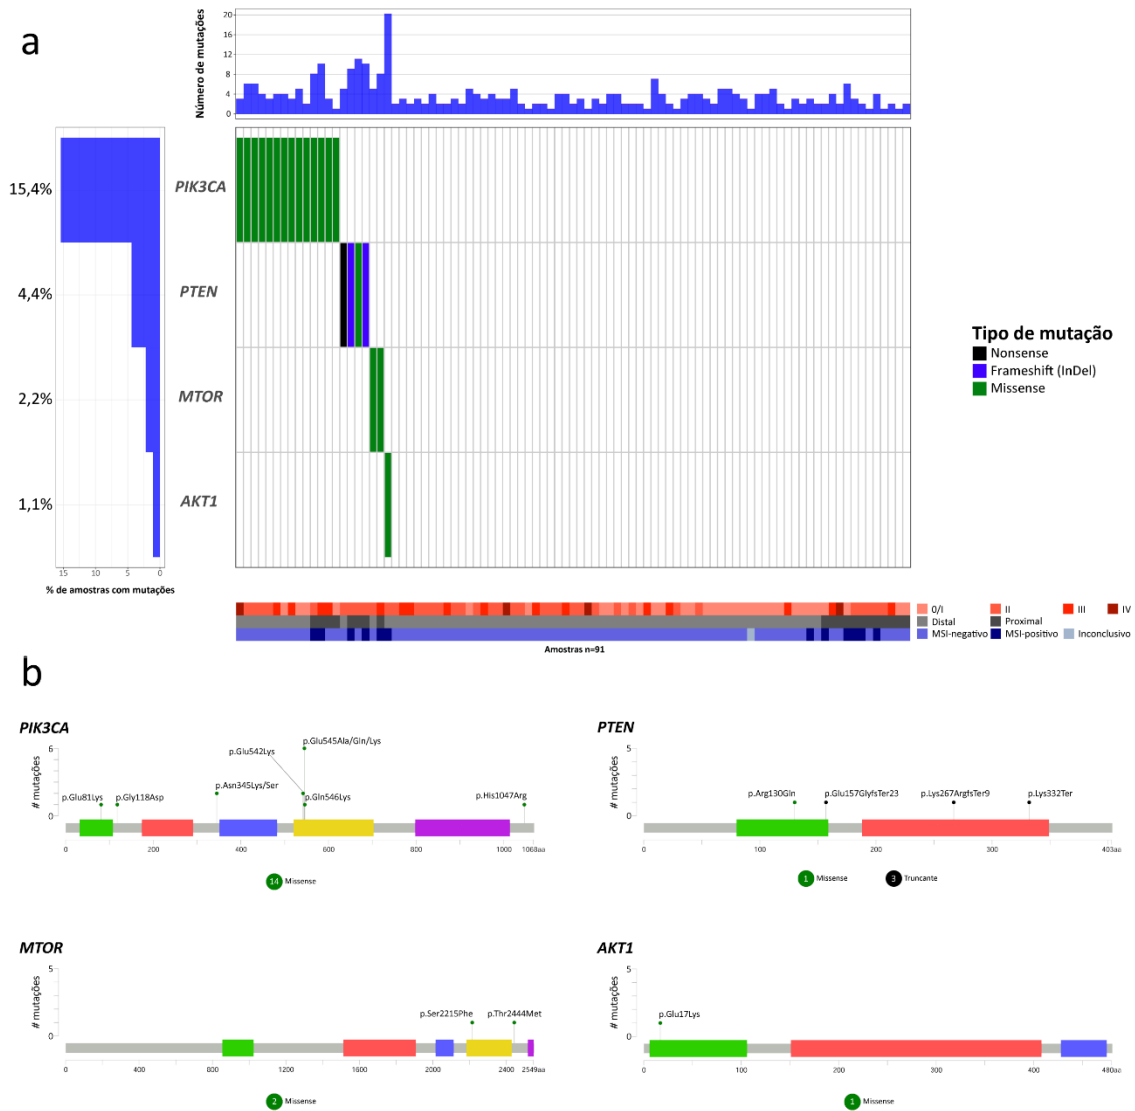 a
Número de mutações
20
16
12
8
4
0
15,4%
PIK3CA
4,4%
PTEN
2,2%
MTOR
1,1%
AKT1
15
10
5
0
% de amostras com mutações
Tipo de mutação
Nonsense
Frameshift (InDel)
Missense
0/I
II
III
IV
Distal
Proximal
MSI-negativo
MSI-positivo
Inconclusivo
Amostras n=91
b
PIK3CA
# mutações
6
0
p.Glu81Lys
p.Gly118Asp
p.Asn345Lys/Ser
p.Glu542Lys
p.Glu545Ala/Gln/Lys
p.Gln546Lys
p.His1047Arg
0
200
400
600
800
1000
1068aa
14 Missense
PTEN
# mutações
5
0
p.Arg130Gln
p.Glu157GlyfsTer23
p.Lys267ArgfsTer9
p.Lys332Ter
0
100
200
300
403aa
1 Missense
3 Truncante
MTOR
# mutações
5
0
p.Ser2215Phe
p.Thr2444Met
0
400
800
1200
1600
2000
2400
2549aa
2 Missense
AKT1
# mutações
5
0
p.Glu17Lys
0
100
200
300
400
480aa
1 Missense